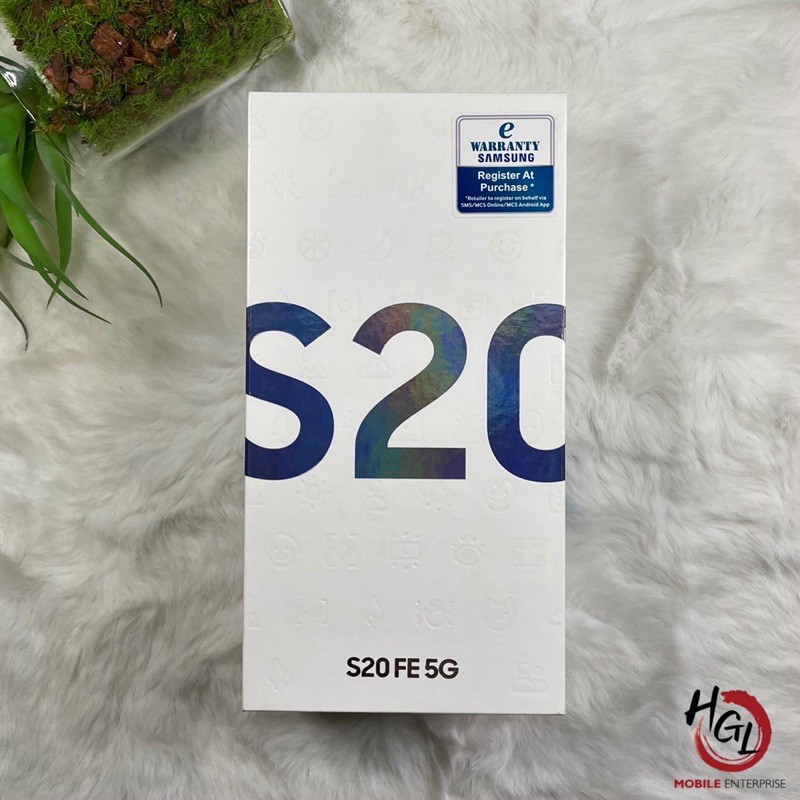 e
WARRANTY
SAMSUNG
Register At
Purchase *
*Retailer to register on behalf via
SMS/MCS Online/MCS Android App
S20
S20 FE 5G
HGL
MOBILE ENTERPRISE